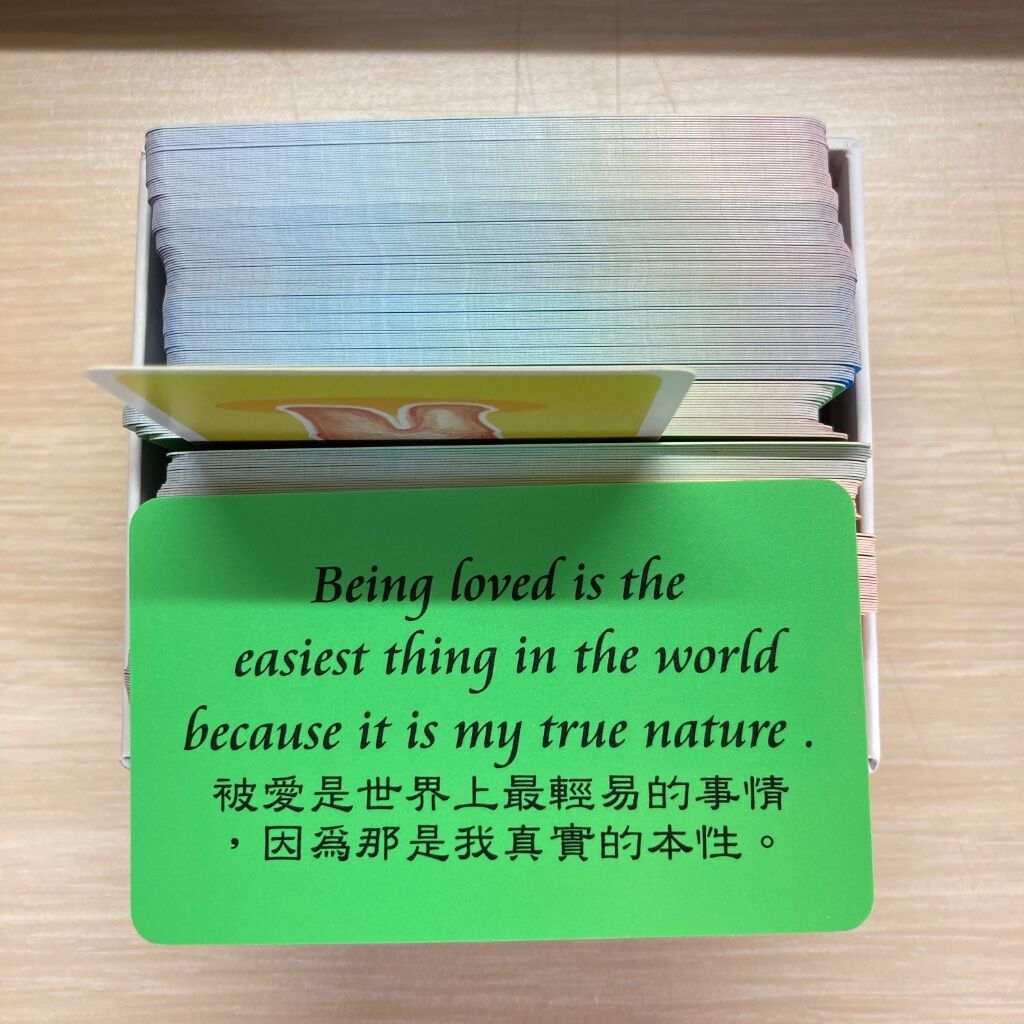 Being loved is the
easiest thing in the world
because it is my true nature .
被愛是世界上最輕易的事情
，因爲那是我真實的本性。